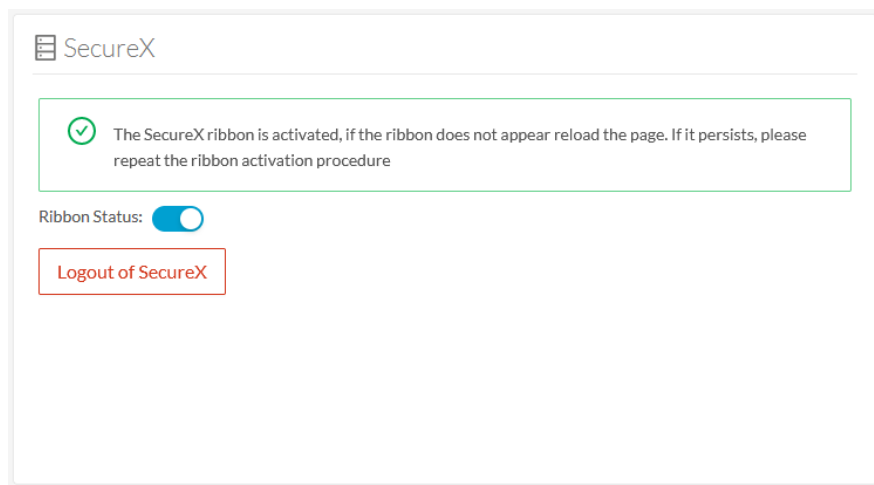 SecureX
The SecureX ribbon is activated, if the ribbon does not appear reload the page. If it persists, please
repeat the ribbon activation procedure
Ribbon Status:
Logout of SecureX